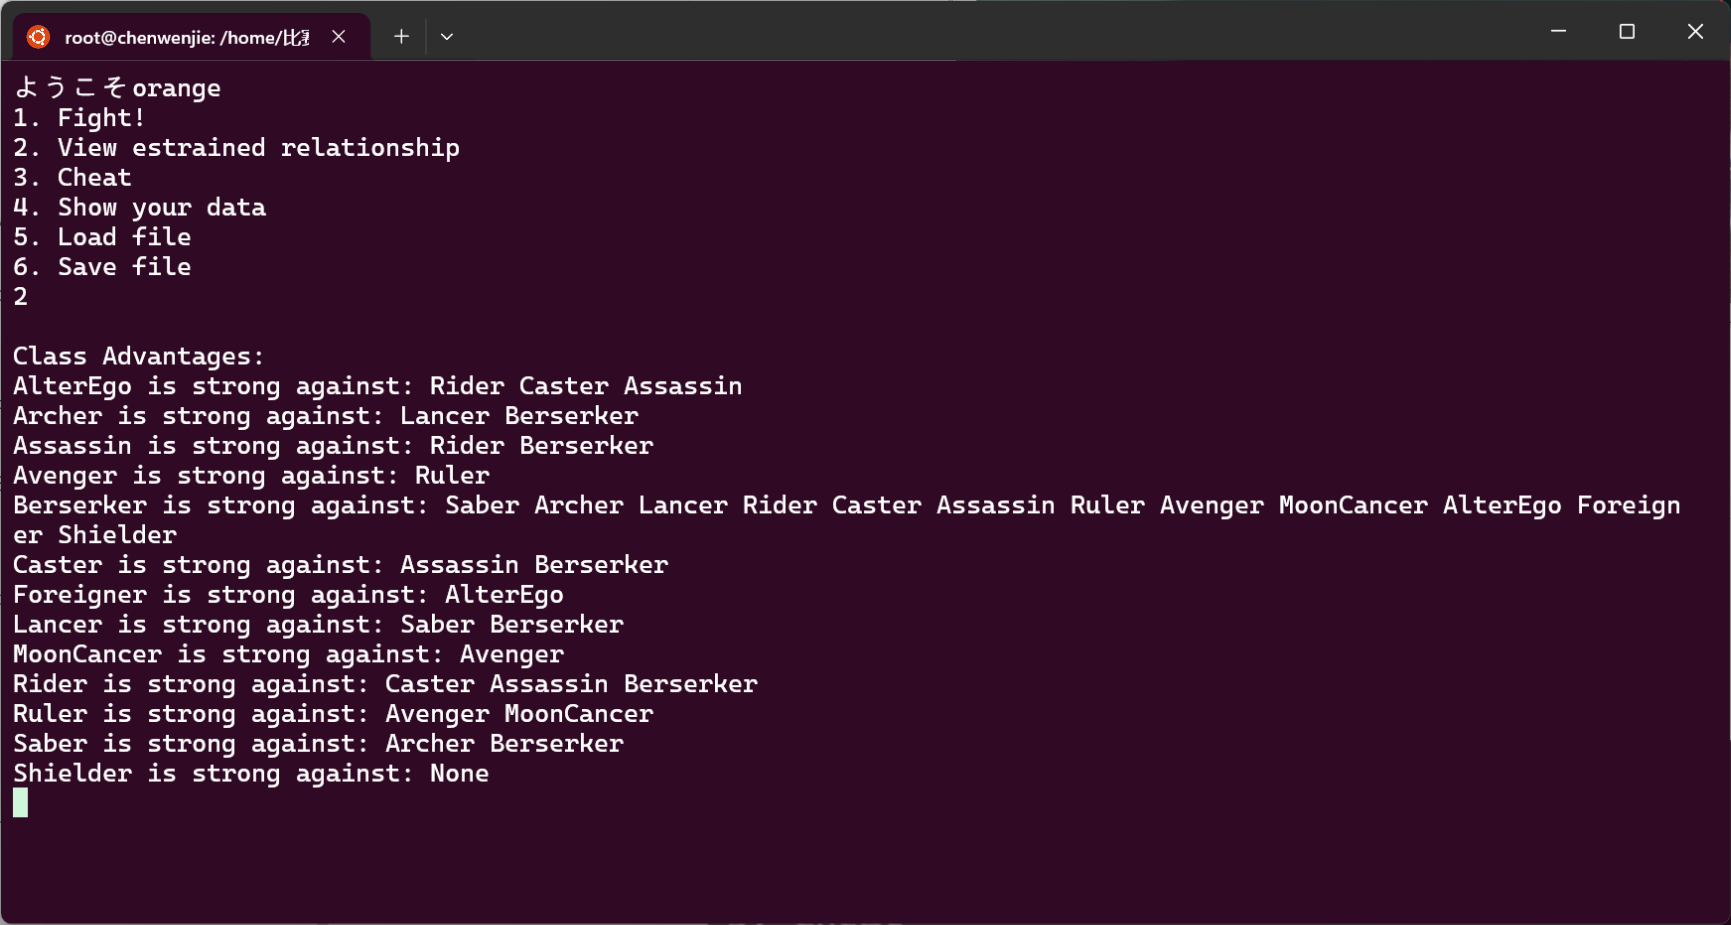 root@chenwenjie: /home/比
ようこそorange
1. Fight!
2. View estrained relationship
3. Cheat
4. Show your data
5. Load file
6. Save file
2
Class Advantages:
AlterEgo is strong against: Rider Caster Assassin
Archer is strong against: Lancer Berserker
Assassin is strong against: Rider Berserker
Avenger is strong against: Ruler
Berserker is strong against: Saber Archer Lancer Rider Caster Assassin Ruler Avenger MoonCancer AlterEgo Foreign
er Shielder
Caster is strong against: Assassin Berserker
Foreigner is strong against: AlterEgo
Lancer is strong against: Saber Berserker
MoonCancer is strong against: Avenger
Rider is strong against: Caster Assassin Berserker
Ruler is strong against: Avenger MoonCancer
Saber is strong against: Archer Berserker
Shielder is strong against: None